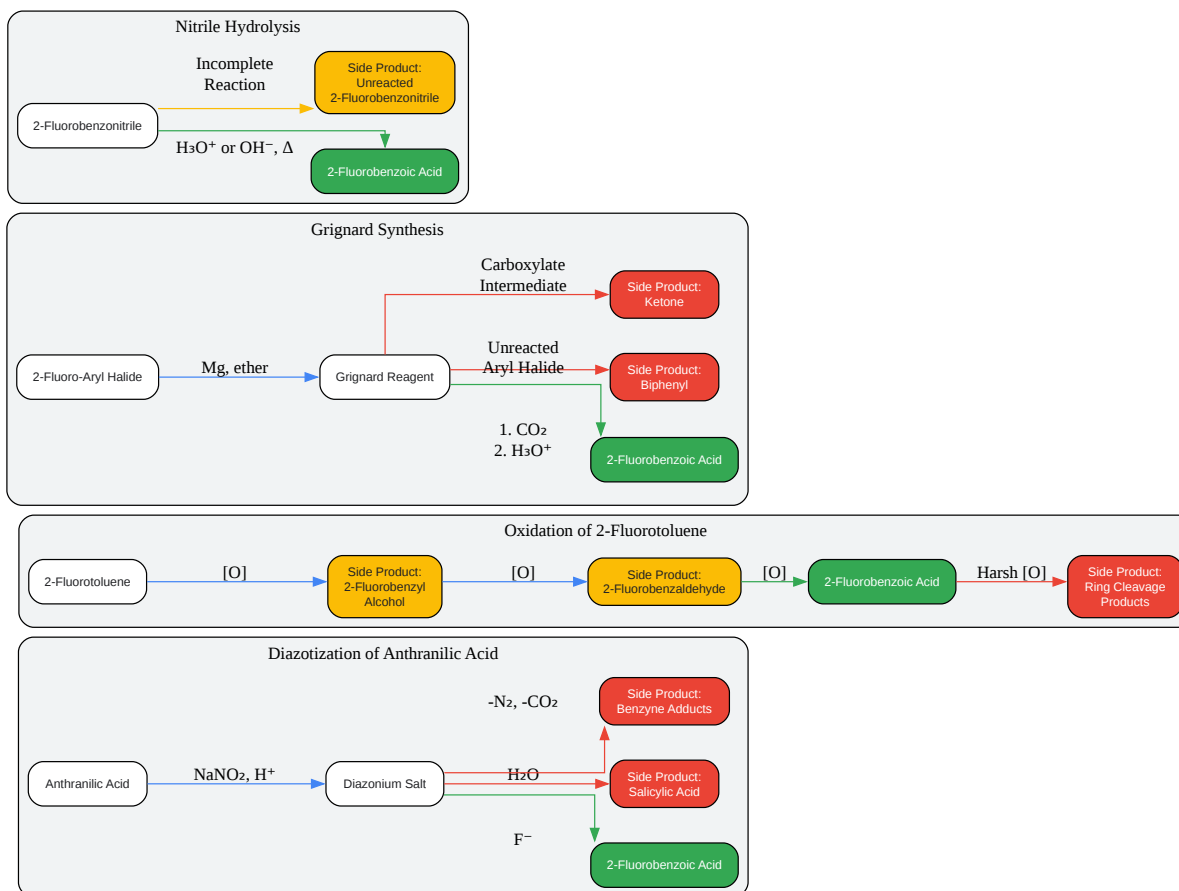 Nitrile Hydrolysis
Incomplete
Reaction
Side Product:
Unreacted
2-Fluorobenzonitrile
2-Fluorobenzonitrile
H₃O⁺ or OH⁻, Δ
2-Fluorobenzoic Acid
Grignard Synthesis
Carboxylate
Intermediate
Side Product:
Ketone
2-Fluoro-Aryl Halide
Mg, ether
Grignard Reagent
Unreacted
Aryl Halide
Side Product:
Biphenyl
1. CO₂
2. H₃O⁺
2-Fluorobenzoic Acid
Oxidation of 2-Fluorotoluene
2-Fluorotoluene
[O]
Side Product:
2-Fluorobenzyl
Alcohol
[O]
Side Product:
2-Fluorobenzaldehyde
[O]
2-Fluorobenzoic Acid
Harsh [O]
Side Product:
Ring Cleavage
Products
Diazotization of Anthranilic Acid
-N₂, -CO₂
Side Product:
Benzyne Adducts
Anthranilic Acid
NaNO₂, H⁺
Diazonium Salt
H₂O
Side Product:
Salicylic Acid
F⁻
2-Fluorobenzoic Acid